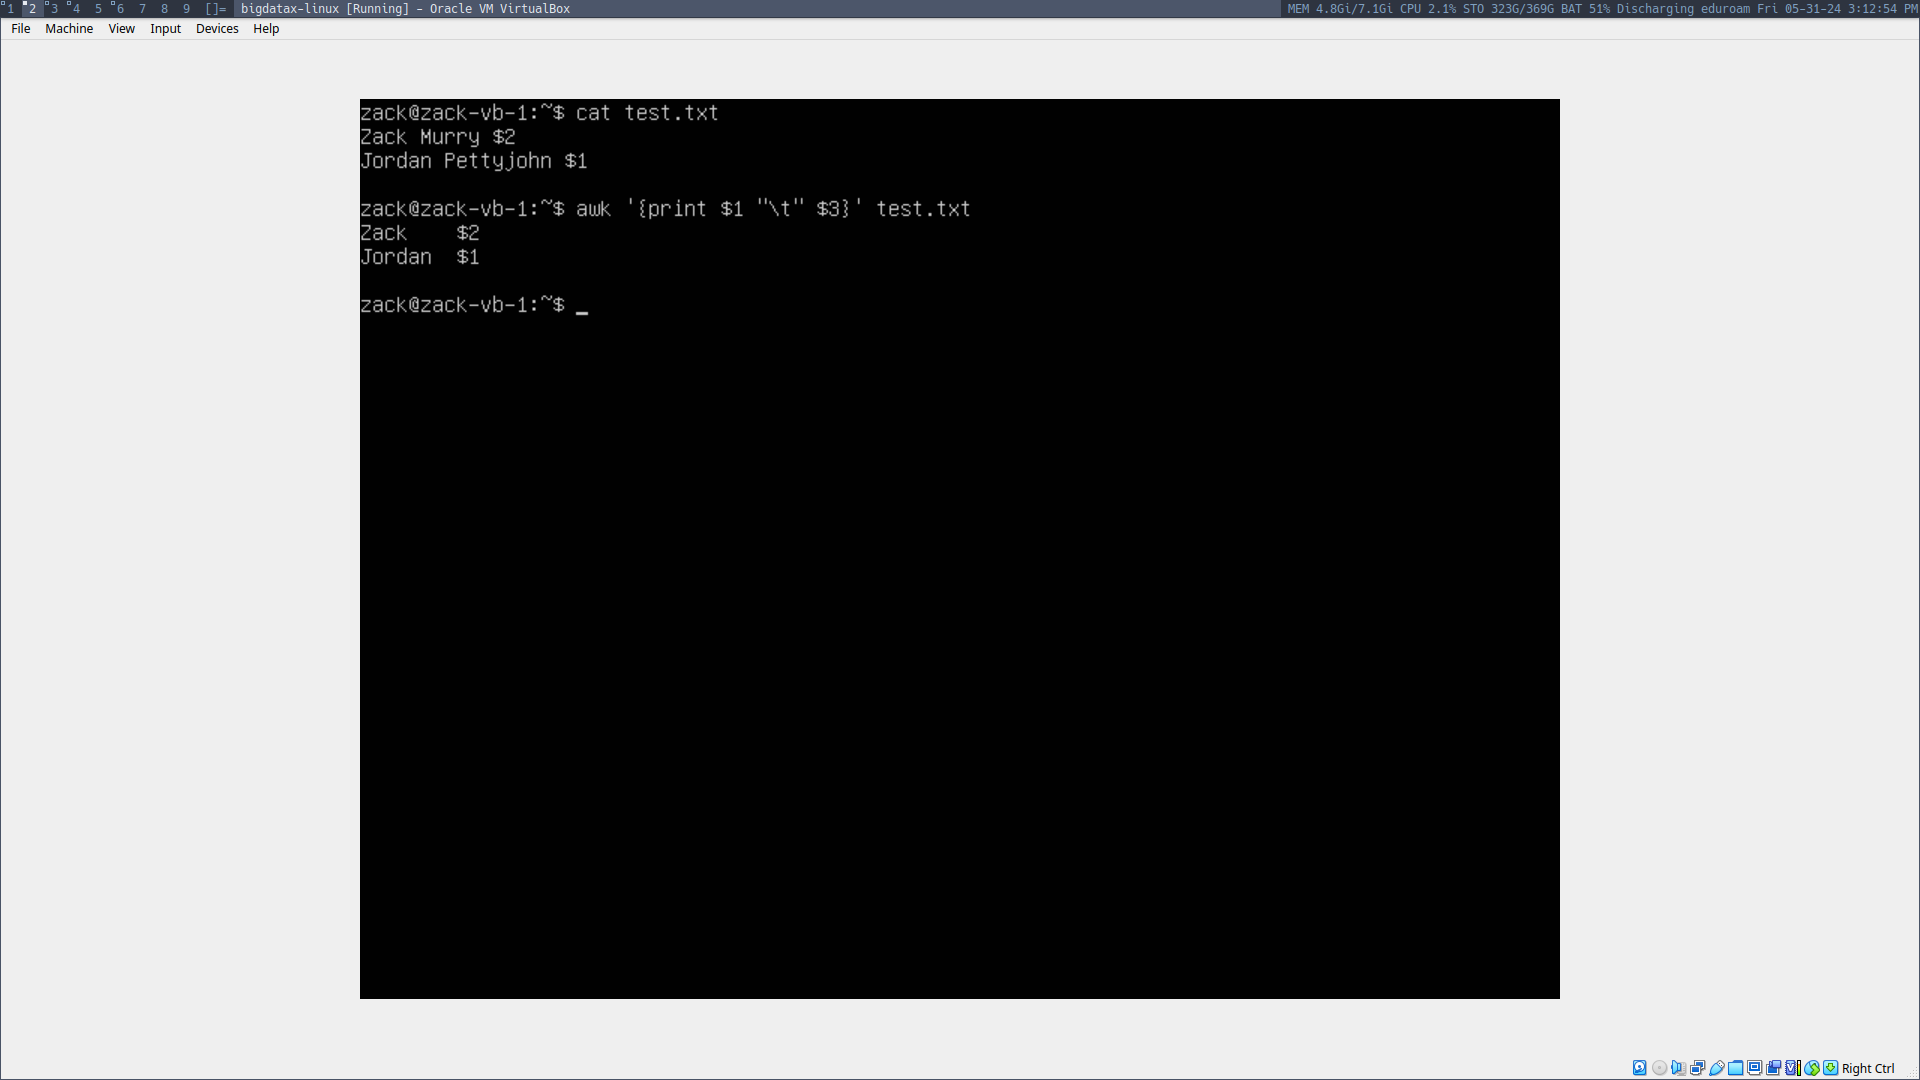 1 2 3 4 5 6 7 8 9 []= bigdatax-linux [Running] - Oracle VM VirtualBox MEM 4.8Gi/7.1Gi CPU 2.1% STO 323G/369G BAT 51% Discharging eduroam Fri 05-31-24 3:12:54 PM
File Machine View Input Devices Help
zack@zack-vb-1:~$ cat test.txt
Zack Murry $2
Jordan Pettyjohn $1
zack@zack-vb-1:~$ awk '{print $1 "\t" $3}' test.txt
Zack    $2
Jordan  $1
zack@zack-vb-1:~$ _
Right Ctrl